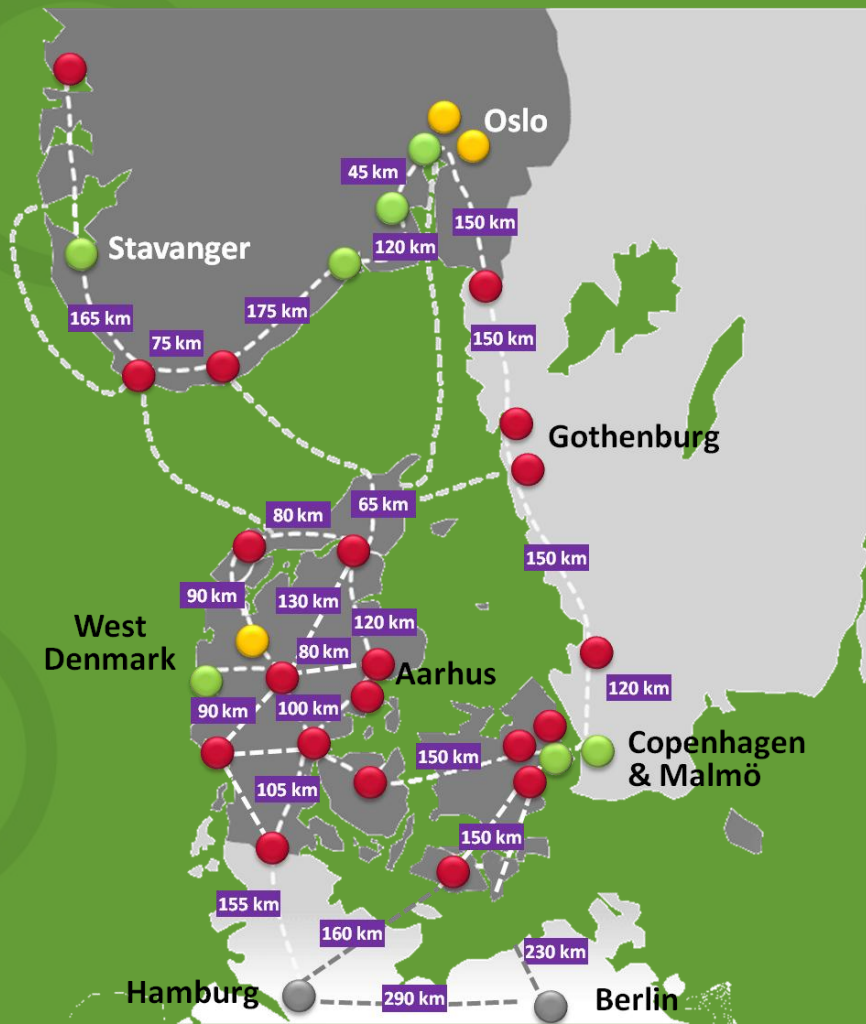 Oslo
45 km
150 km
120 km
Stavanger
175 km
165 km
75 km
150 km
Gothenburg
65 km
80 km
150 km
90 km
130 km
120 km
West
Denmark
80 km
Aarhus
120 km
90 km
100 km
Copenhagen
& Malmö
150 km
105 km
150 km
155 km
160 km
230 km
Hamburg
290 km
Berlin